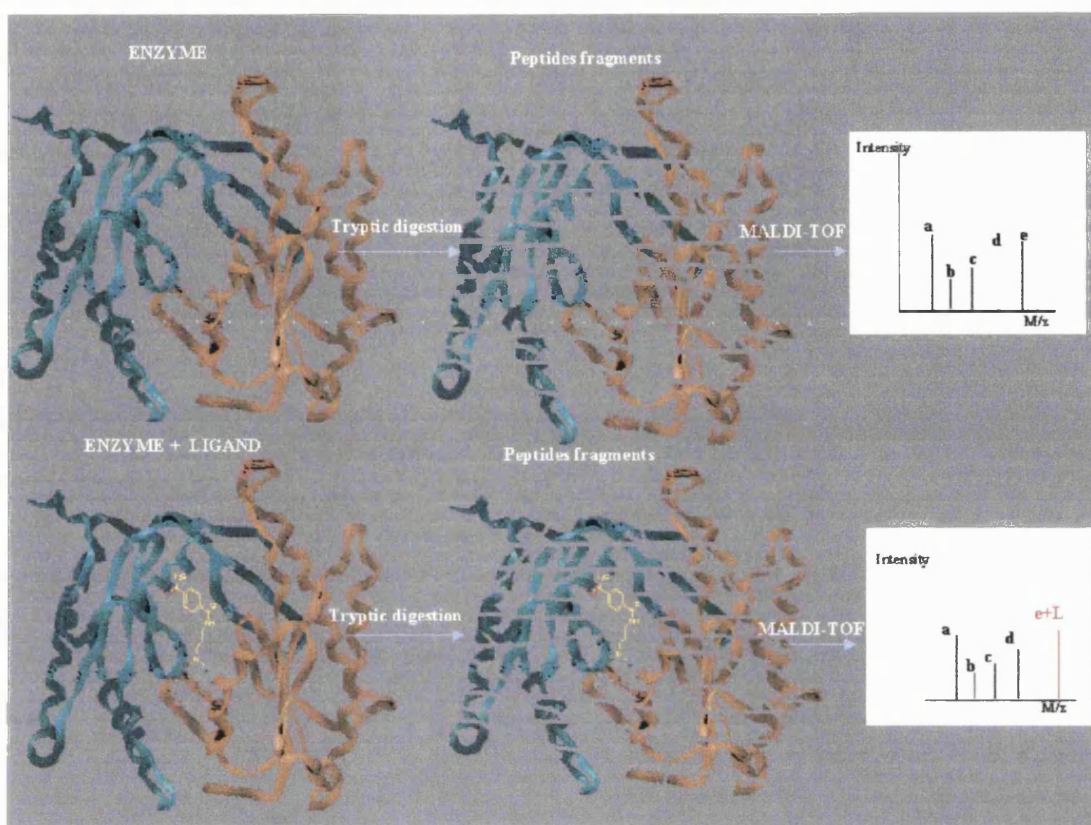 ENZYME
Peptides fragments
Tryptic digestion
MALDI-TOF
Intensity
a
b
c
d
e
M/z
ENZYME + LIGAND
Peptides fragments
Tryptic digestion
MALDI-TOF
Intensity
a
b
c
d
e+L
M/z